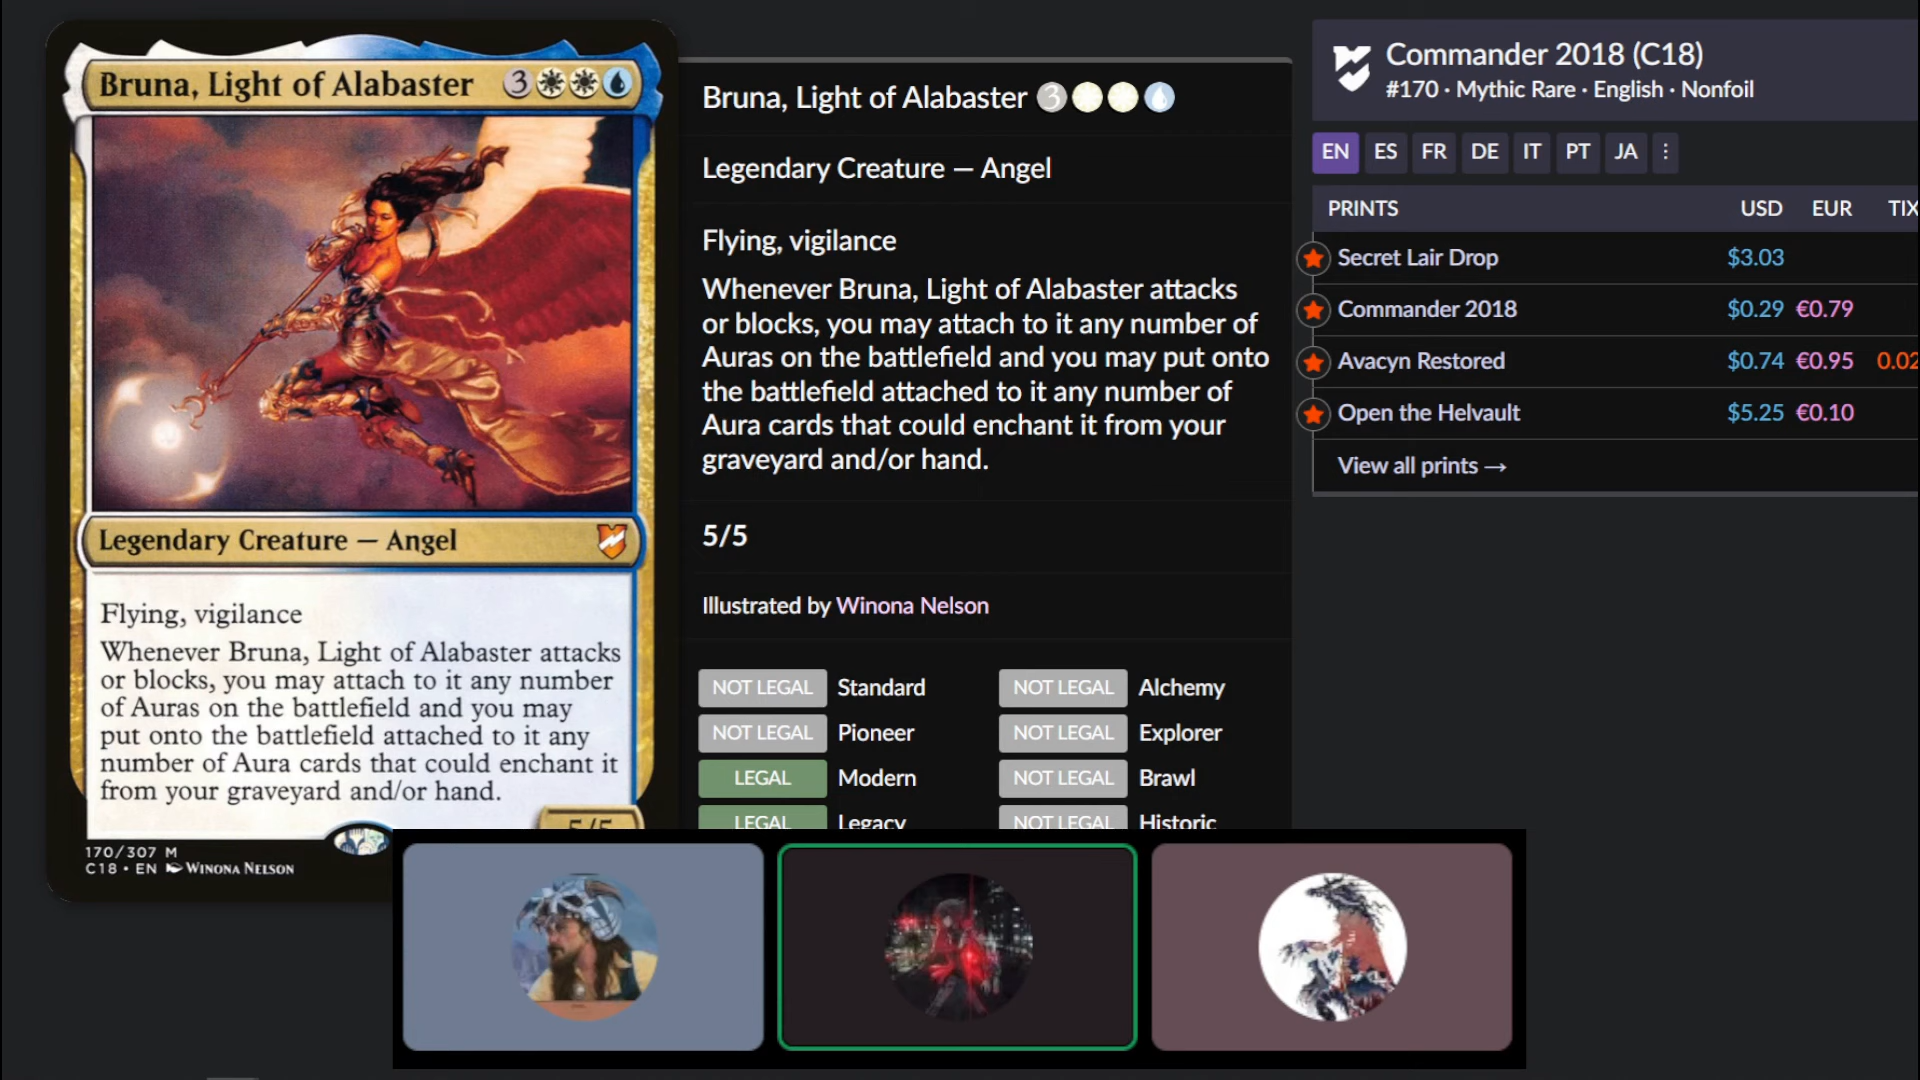 Bruna, Light of Alabaster 3
Flying, vigilance
Legendary Creature — Angel
Flying, vigilance
Whenever Bruna, Light of Alabaster attacks
or blocks, you may attach to it any number
of Auras on the battlefield and you may
put onto the battlefield attached to it any
number of Aura cards that could enchant it
from your graveyard and/or hand.
5/5
170/307 M
C18 • EN WINONA NELSON
Bruna, Light of Alabaster 3
Legendary Creature — Angel
Flying, vigilance
Whenever Bruna, Light of Alabaster attacks
or blocks, you may attach to it any number of
Auras on the battlefield and you may put onto
the battlefield attached to it any number of
Aura cards that could enchant it from your
graveyard and/or hand.
5/5
Illustrated by Winona Nelson
NOT LEGAL Standard NOT LEGAL Alchemy
NOT LEGAL Pioneer NOT LEGAL Explorer
LEGAL Modern NOT LEGAL Brawl
LEGAL Legacy NOT LEGAL Historic
Commander 2018 (C18)
#170 · Mythic Rare · English · Nonfoil
EN ES FR DE IT PT JA
PRINTS USD EUR TIX
Secret Lair Drop $3.03
Commander 2018 $0.29 €0.79
Avacyn Restored $0.74 €0.95 0.02
Open the Helvault $5.25 €0.10
View all prints →